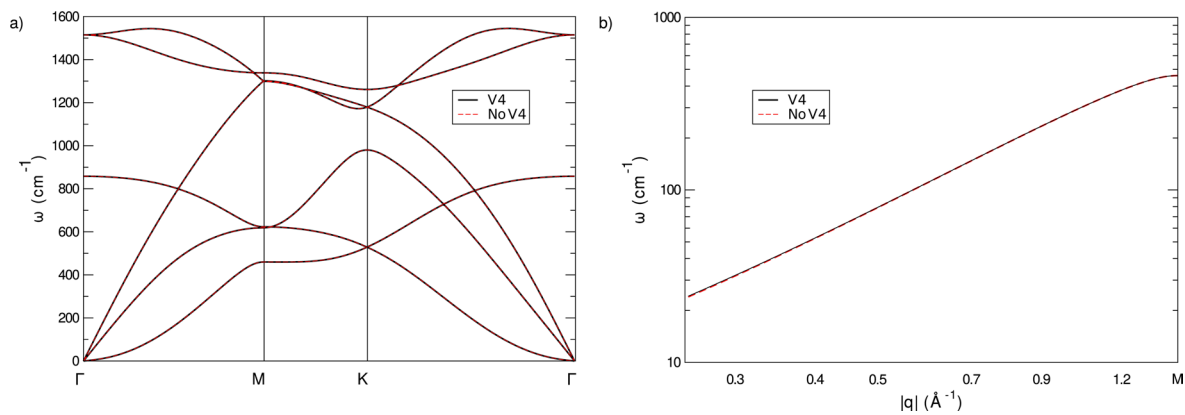 a)
1600
1400
1200
1000
800
600
400
200
0
ω (cm⁻¹)
V4
No V4
Γ
M
K
Γ
b)
1000
100
10
ω (cm⁻¹)
V4
No V4
0.3
0.4
0.5
0.7
0.9
1.2
M
|q| (Å⁻¹)